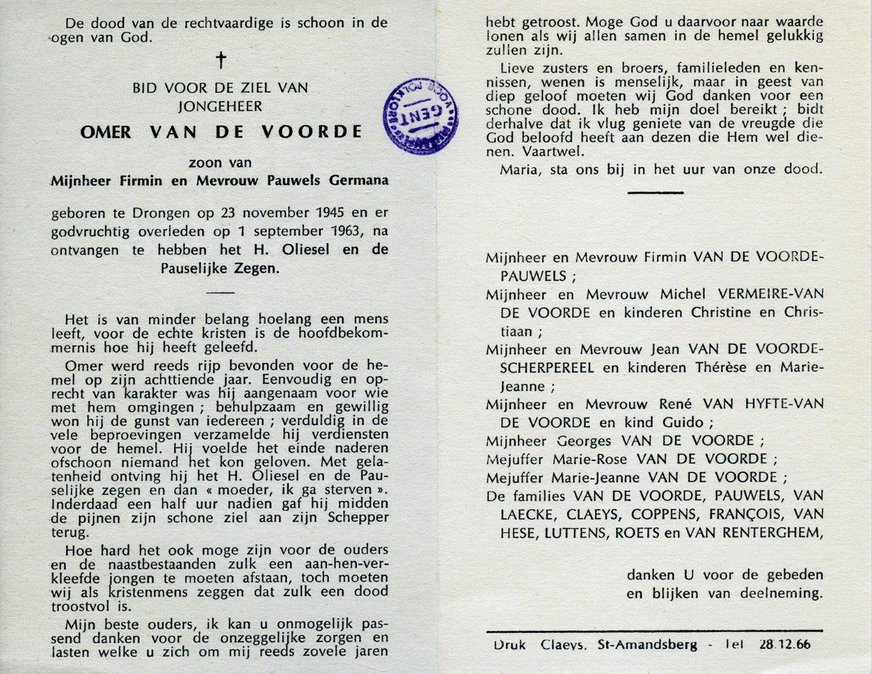 De dood van de rechtvaardige is schoon in de
ogen van God.
†
BID VOOR DE ZIEL VAN
JONGEHEER
OMER VAN DE VOORDE
zoon van
Mijnheer Firmin en Mevrouw Pauwels Germana
geboren te Drongen op 23 november 1945 en er
godvruchtig overleden op 1 september 1963, na
ontvangen te hebben het H. Oliesel en de
Pauselijke Zegen.
Het is van minder belang hoelang een mens
leeft, voor de echte kristen is de hoofdbekom-
mernis hoe hij heeft geleefd.
Omer werd reeds rijp bevonden voor de he-
mel op zijn achttiende jaar. Eenvoudig en op-
recht van karakter was hij aangenaam voor wie
met hem omgingen ; behulpzaam en gewillig
won hij de gunst van iedereen ; verduldig in de
vele beproevingen verzamelde hij verdiensten
voor de hemel. Hij voelde het einde naderen
ofschoon niemand het kon geloven. Met gela-
tenheid ontving hij het H. Oliesel en de Pau-
selijke zegen en dan « moeder, ik ga sterven ».
Inderdaad een half uur nadien gaf hij midden
de pijnen zijn schone ziel aan zijn Schepper
terug.
Hoe hard het ook moge zijn voor de ouders
en de naastbestaanden zulk een aan-hen-ver-
kleefde jongen te moeten afstaan, toch moeten
wij als kristenmens zeggen dat zulk een dood
troostvol is.
Mijn beste ouders, ik kan u onmogelijk pas-
send danken voor de onzeggelijke zorgen en
lasten welke u zich om mij reeds zovele jaren
hebt getroost. Moge God u daarvoor naar waarde
lonen als wij allen samen in de hemel gelukkig
zullen zijn.
Lieve zusters en broers, familieleden en ken-
nissen, wenen is menselijk, maar in geest van
diep geloof moeten wij God danken voor een
schone dood. Ik heb mijn doel bereikt ; bidt
derhalve dat ik vlug geniete van de vreugde die
God beloofd heeft aan dezen die Hem wel die-
nen. Vaartwel.
Maria, sta ons bij in het uur van onze dood.
Mijnheer en Mevrouw Firmin VAN DE VOORDE-
PAUWELS ;
Mijnheer en Mevrouw Michel VERMEIRE-VAN
DE VOORDE en kinderen Christine en Chris-
tiaan ;
Mijnheer en Mevrouw Jean VAN DE VOORDE-
SCHERPEREEL en kinderen Thérèse en Marie-
Jeanne ;
Mijnheer en Mevrouw René VAN HYFTE-VAN
DE VOORDE en kind Guido ;
Mijnheer Georges VAN DE VOORDE ;
Mejuffer Marie-Rose VAN DE VOORDE ;
Mejuffer Marie-Jeanne VAN DE VOORDE ;
De families VAN DE VOORDE, PAUWELS, VAN
LAECKE, CLAEYS, COPPENS, FRANÇOIS, VAN
HESE, LUTTENS, ROETS en VAN RENTERGHEM,
danken U voor de gebeden
en blijken van deelneming.
Druk Claeys, St-Amandsberg - Tel 28.12.66
VOOR FOLKLORE
GENT